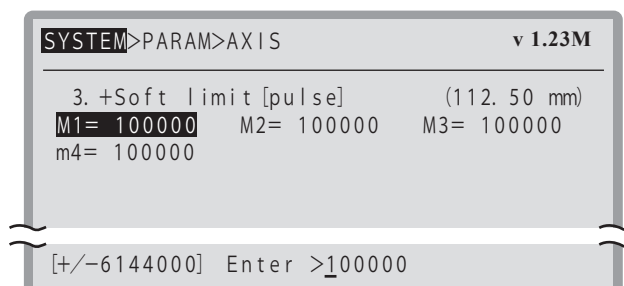 SYSTEM>PARAM>AXIS v 1.23M
3. +Soft limit[pulse] (112. 50 mm)
M1= 100000 M2= 100000 M3= 100000
m4= 100000
[+/-6144000] Enter >100000